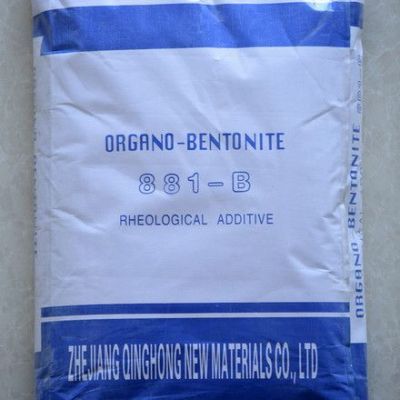 ORGANO-BENTONITE
881-B
RHEOLOGICAL ADDITIVE
ZHEJIANG QINGHONG NEW MATERIALS CO., LTD
ORGANO-BENTONITE